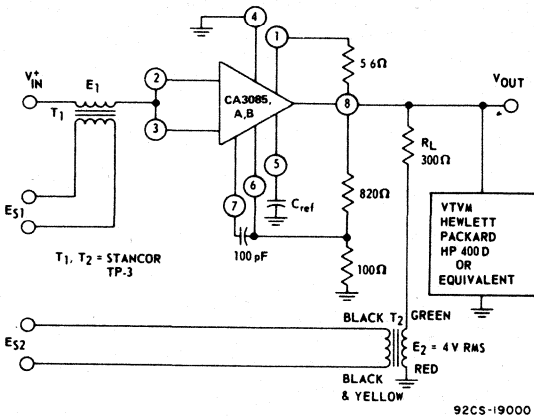 4
1
5 6Ω
V+IN
E1
T1
2
3
CA3085,
A,B
8
VOUT
RL
300Ω
ES1
7
6
5
Cref
100 pF
820Ω
100Ω
T1, T2 = STANCOR
TP-3
VTVM
HEWLETT
PACKARD
HP 400 D
OR
EQUIVALENT
ES2
BLACK T2 GREEN
E2 = 4 V RMS
BLACK RED
& YELLOW
92CS-19000